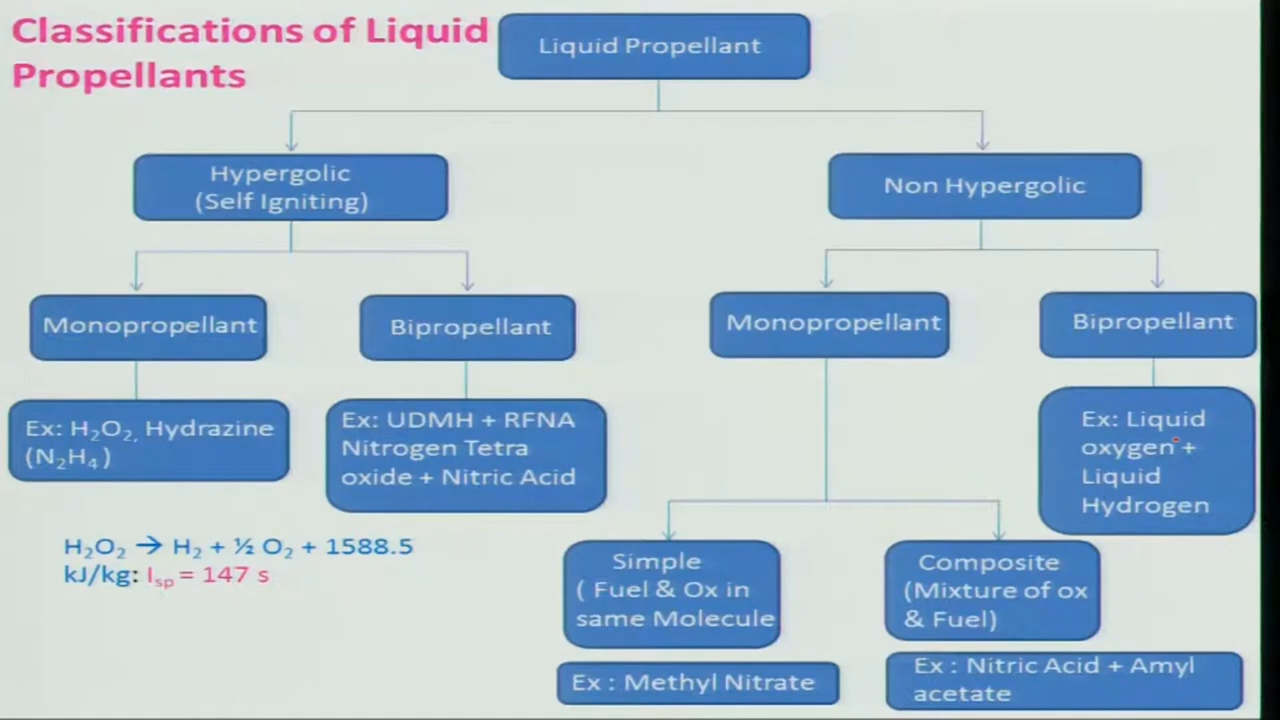 Classifications of Liquid
Propellants
Liquid Propellant
Hypergolic
(Self Igniting)
Non Hypergolic
Monopropellant
Bipropellant
Monopropellant
Bipropellant
Ex: H₂O₂, Hydrazine
(N₂H₄)
Ex: UDMH + RFNA
Nitrogen Tetra
oxide + Nitric Acid
Ex: Liquid
oxygen +
Liquid
Hydrogen
H₂O₂ → H₂ + ½ O₂ + 1588.5
kJ/kg: Iₛₚ = 147 s
Simple
( Fuel & Ox in
same Molecule
Composite
(Mixture of ox
& Fuel)
Ex : Methyl Nitrate
Ex : Nitric Acid + Amyl
acetate